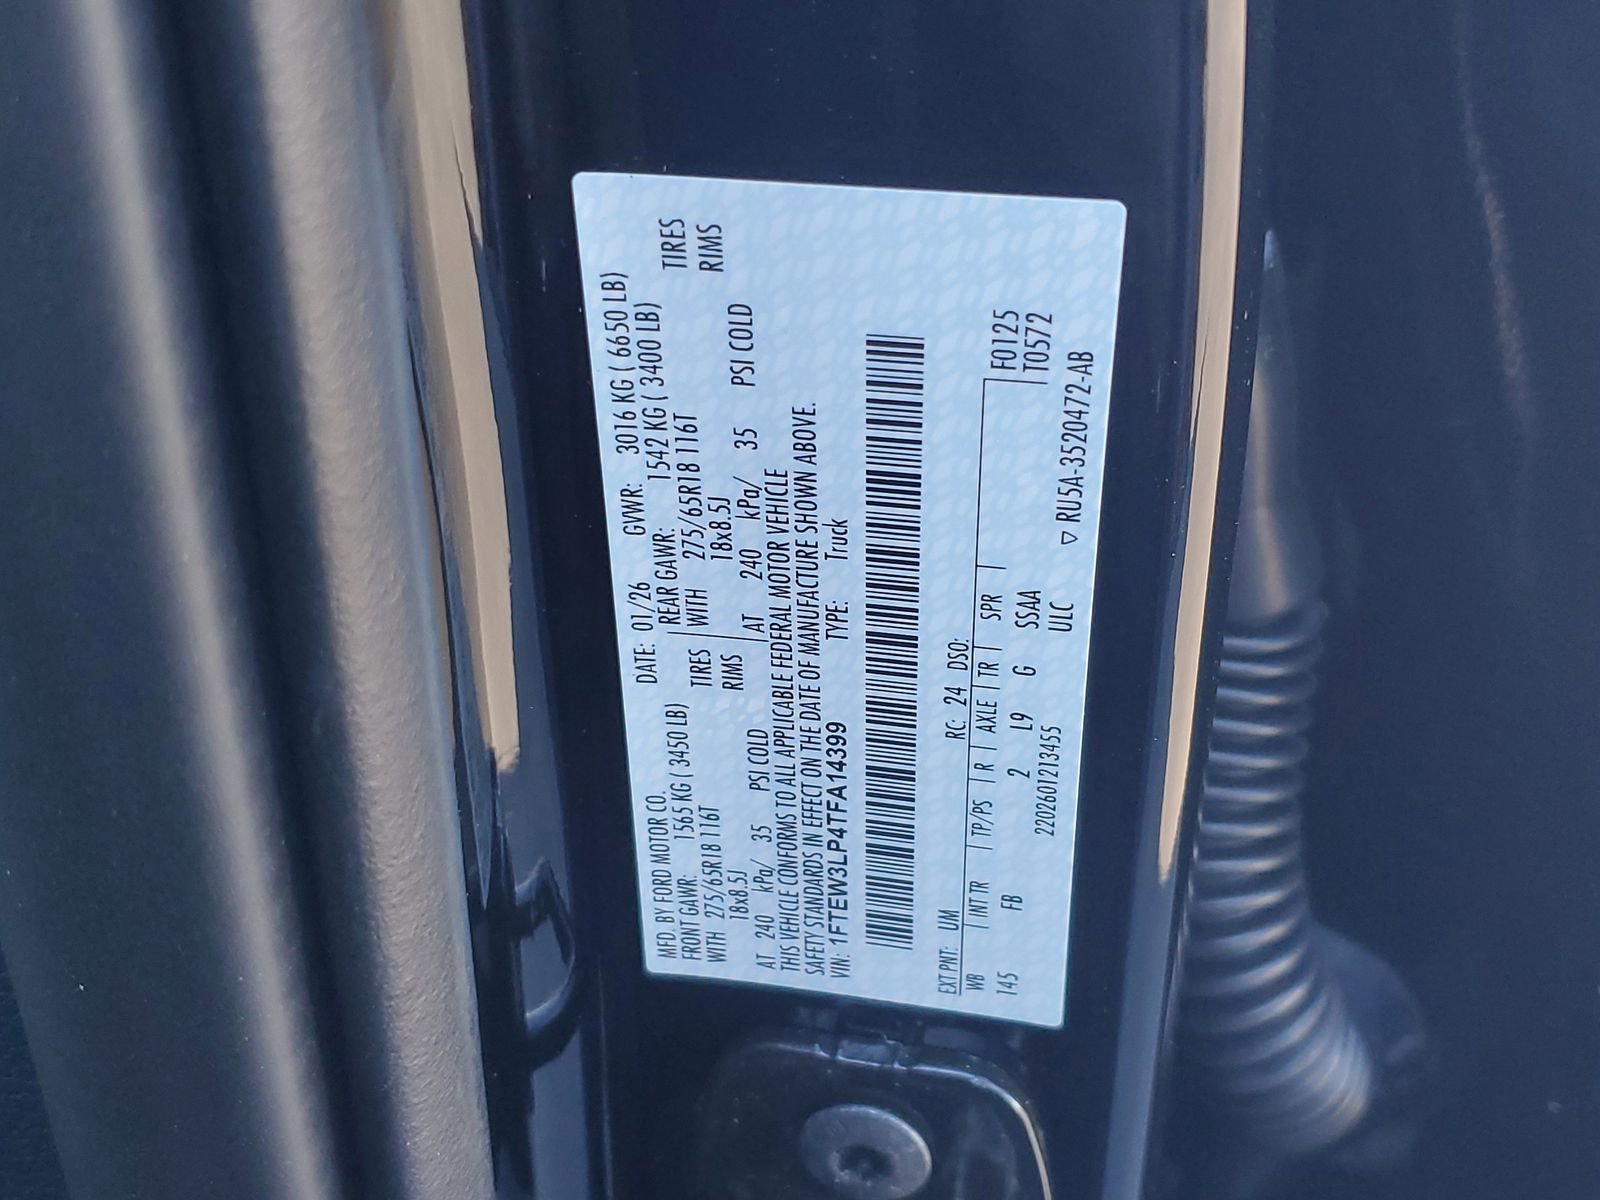 MFD. BY FORD MOTOR CO. DATE: 01/26 GVWR: 3016 KG ( 6650 LB)
FRONT GAWR: 1565 KG ( 3450 LB) REAR GAWR: 1542 KG ( 3400 LB)
WITH 275/65R18 116T TIRES WITH 275/65R18 116T TIRES
18x8.5J RIMS 18x8.5J RIMS
AT 240 kPa/ 35 PSI COLD AT 240 kPa/ 35 PSI COLD
THIS VEHICLE CONFORMS TO ALL APPLICABLE FEDERAL MOTOR VEHICLE
SAFETY STANDARDS IN EFFECT ON THE DATE OF MANUFACTURE SHOWN ABOVE.
VIN: 1FTEW3LP4TFA14399 TYPE: Truck
EXT PNT: UM RC: 24 DSO: F0125
WB INT TR TP/PS R AXLE TR SPR T0572
145 FB 2 L9 G SSAA
2202601213455 ULC ▽ RU5A-3520472-AB